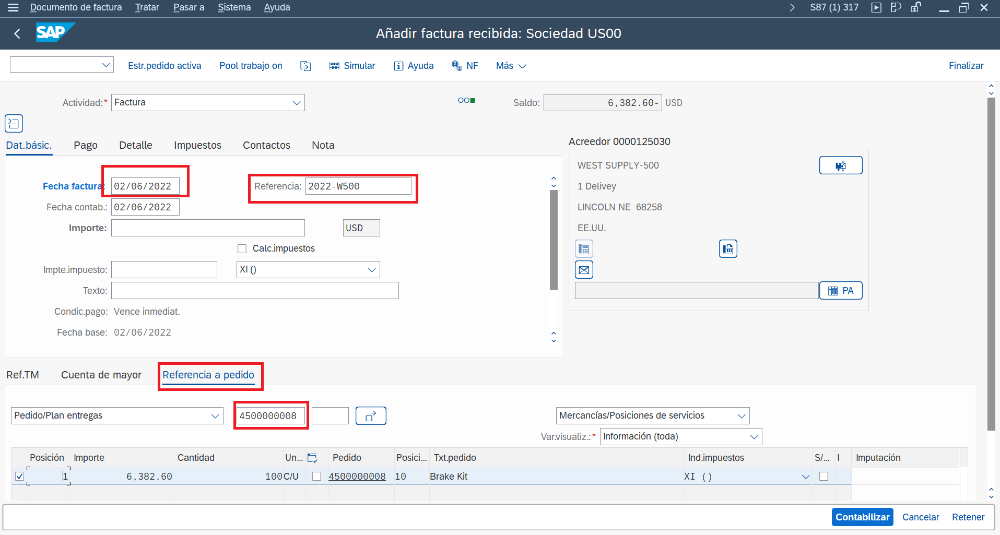 Documento de factura Tratar Pasar a Sistema Ayuda S87 (1) 317
SAP Añadir factura recibida: Sociedad US00
Estr.pedido activa Pool trabajo on Simular Ayuda NF Más Finalizar
Actividad:* Factura Saldo: 6,382.60- USD
Dat.básic. Pago Detalle Impuestos Contactos Nota
Fecha factura: 02/06/2022 Referencia: 2022-W500
Fecha contab.: 02/06/2022
Importe: USD
Calc.impuestos
Impte.impuesto: XI ()
Texto:
Condic.pago: Vence inmediat.
Fecha base: 02/06/2022
Acreedor 0000125030
WEST SUPPLY-500
1 Delivey
LINCOLN NE 68258
EE.UU.
PA
Ref.TM Cuenta de mayor Referencia a pedido
Pedido/Plan entregas 4500000008 Mercancías/Posiciones de servicios
Var.visualiz.:* Información (toda)
Posición Importe Cantidad Un... Pedido Posici... Txt.pedido Ind.impuestos S/... I Imputación
1 6,382.60 100 C/U 4500000008 10 Brake Kit XI ()
Contabilizar Cancelar Retener